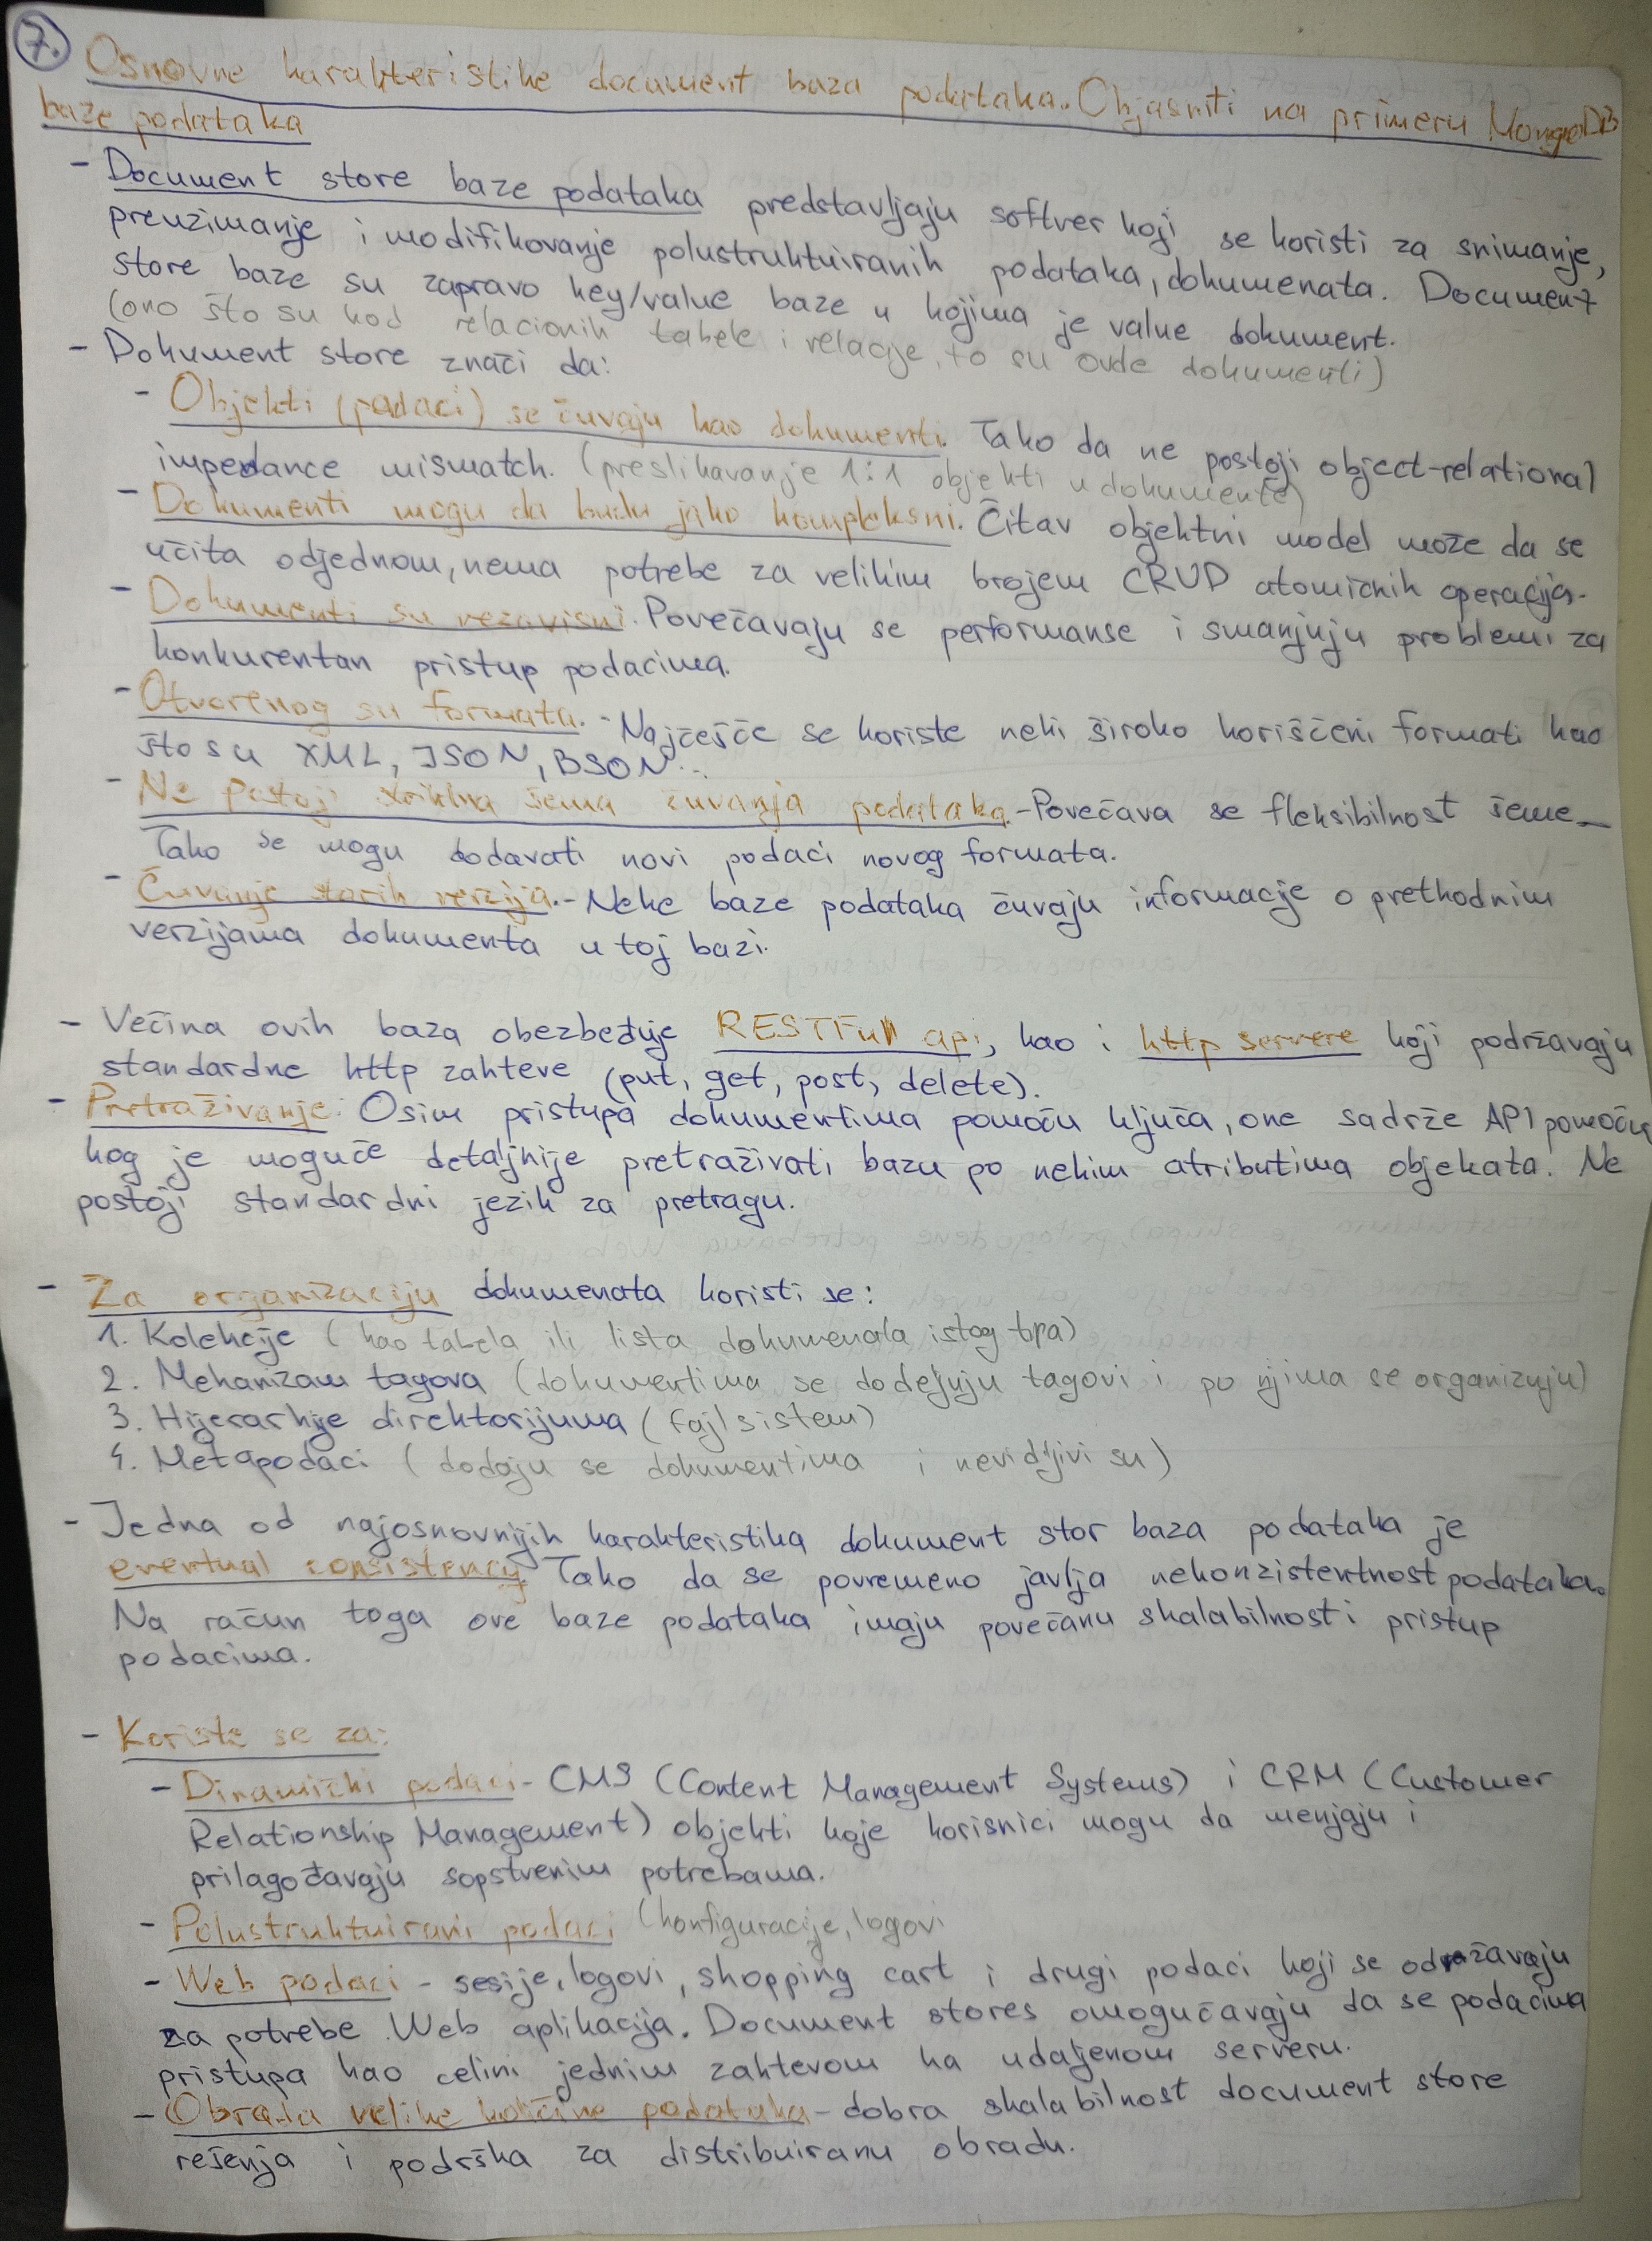 7. Osnovne karakteristike document baza podataka. Objasniti na primeru MongoDB
baze podataka
- Document store baze podataka predstavljaju softver koji se koristi za snimanje,
preuzimanje i modifikovanje polustruktuiranih podataka, dokumenata. Document
store baze su zapravo key/value baze u kojima je value dokument.
(ono što su kod relacionih tabele i relacije, to su ovde dokumenti)
- Dokument store znači da:
- Objekti (podaci) se čuvaju kao dokumenti. Tako da ne postoji object-relational
impedance mismatch. (preslikavanje 1:1 objekti u dokumente)
- Dokumenti mogu da budu jako kompleksni. Čitav objektni model može da se
učita odjednom, nema potrebe za velikim brojem CRUD atomičnih operacija.
- Dokumenti su nezavisni. Povećavaju se performanse i smanjuju problemi za
konkurentan pristup podacima.
- Otvorenog su formata. - Najčešće se koriste neki široko korišćeni formati kao
što su XML, JSON, BSON...
- Ne postoji striktna šema čuvanja podataka - Povećava se fleksibilnost šeme_
Tako se mogu dodavati novi podaci novog formata.
- Čuvanje starih verzija. - Neke baze podataka čuvaju informacije o prethodnim
verzijama dokumenta u toj bazi.
- Većina ovih baza obezbeđuje RESTFull api, kao i http servere koji podržavaju
standardne http zahteve (put, get, post, delete).
- Pretraživanje: Osim pristupa dokumentima pomoću ključa, one sadrže API pomoću
kog je moguće detaljnije pretraživati bazu po nekim atributima objekata. Ne
postoji standardni jezik za pretragu.
- Za organizaciju dokumenata koristi se:
1. Kolekcije (kao tabela ili lista dokumenata istog tipa)
2. Mehanizam tagova (dokumentima se dodeljuju tagovi i po njima se organizuju)
3. Hijerarhije direktorijuma (fajl sistem)
4. Metapodaci (dodaju se dokumentima i nevidljivi su)
- Jedna od najosnovnijih karakteristika dokument stor baza podataka je
eventual consistency. Tako da se povremeno javlja nekonzistentnost podataka.
Na račun toga ove baze podataka imaju povećanu skalabilnost i pristup
podacima.
- Koriste se za:
- Dinamički podaci - CMS (Content Management Systems) i CRM (Customer
Relationship Management) objekti koje korisnici mogu da menjaju i
prilagođavaju sopstvenim potrebama.
- Polustruktuirani podaci (konfiguracije, logovi
- Web podaci - sesije, logovi, shopping cart i drugi podaci koji se održavaju
za potrebe Web aplikacija. Document stores omogućavaju da se podacima
pristupa kao celini jednim zahtevom ka udaljenom serveru.
- Obrada velike količine podataka - dobra skalabilnost document store
rešenja i podrška za distribuiranu obradu.